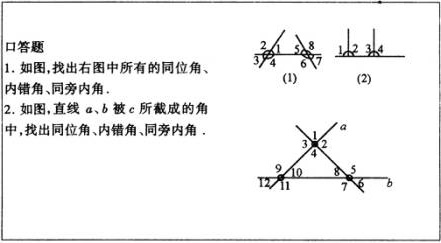 口答题
1. 如图,找出右图中所有的同位角、
内错角、同旁内角.
2. 如图,直线 a、b 被 c 所截成的角
中,找出同位角、内错角、同旁内角.
2 1 5 8
3 4 6 7
(1)
1 2 3 4
(2)
1 a
3 2
4
9 10 8 5
12 11 7 6 b